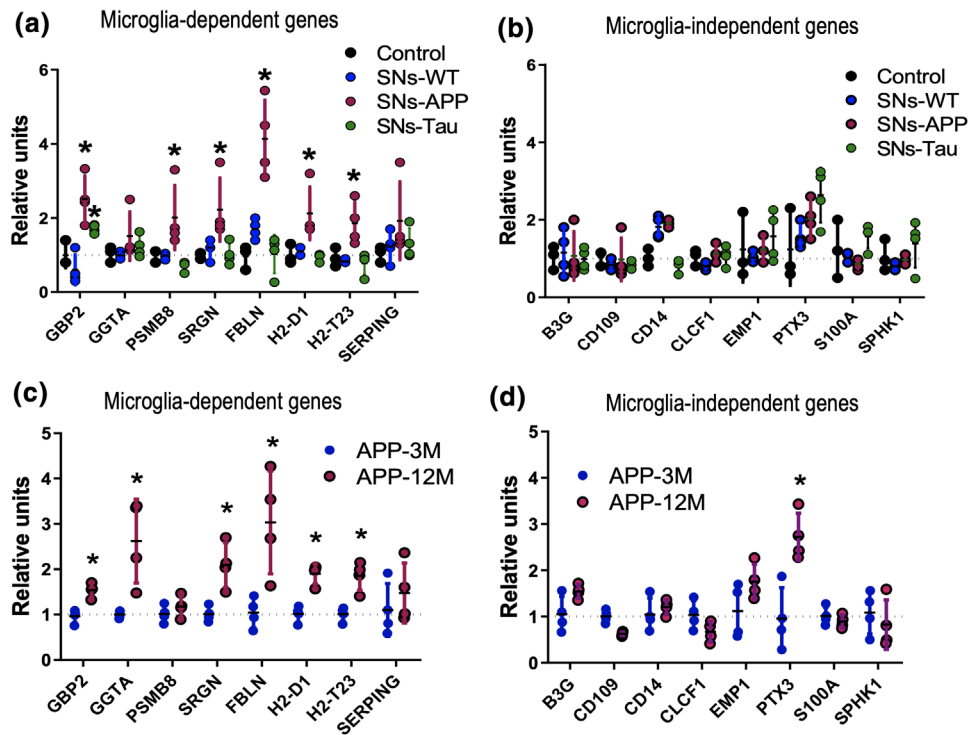 (a)
Microglia-dependent genes
Control
SNs-WT
SNs-APP
SNs-Tau
Relative units
6
4
2
0
*
*
*
*
*
*
*
GBP2
GGTA
PSMB8
SRGN
FBLN
H2-D1
H2-T23
SERPING
(b)
Microglia-independent genes
Control
SNs-WT
SNs-APP
SNs-Tau
Relative units
6
4
2
0
B3G
CD109
CD14
CLCF1
EMP1
PTX3
S100A
SPHK1
(c)
Microglia-dependent genes
APP-3M
APP-12M
Relative units
5
4
3
2
1
0
*
*
*
*
*
*
GBP2
GGTA
PSMB8
SRGN
FBLN
H2-D1
H2-T23
SERPING
(d)
Microglia-independent genes
APP-3M
APP-12M
Relative units
5
4
3
2
1
0
*
B3G
CD109
CD14
CLCF1
EMP1
PTX3
S100A
SPHK1